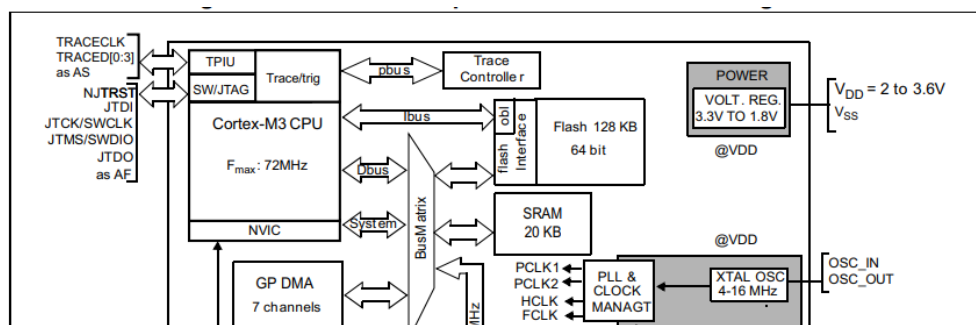 TRACECLK
TRACED[0:3]
as AS
NJTRST
JTDI
JTCK/SWCLK
JTMS/SWDIO
JTDO
as AF
TPIU
SW/JTAG
Trace/trig
Cortex-M3 CPU
Fmax: 72MHz
NVIC
GP DMA
7 channels
pbus
Ibus
Dbus
System
BusMatrix
Trace
Controller
flash obl
Interface
Flash 128 KB
64 bit
SRAM
20 KB
PCLK1
PCLK2
HCLK
FCLK
PLL &
CLOCK
MANAGT
POWER
VOLT. REG.
3.3V TO 1.8V
@VDD
VDD = 2 to 3.6V
VSS
@VDD
XTAL OSC
4-16 MHz
OSC_IN
OSC_OUT